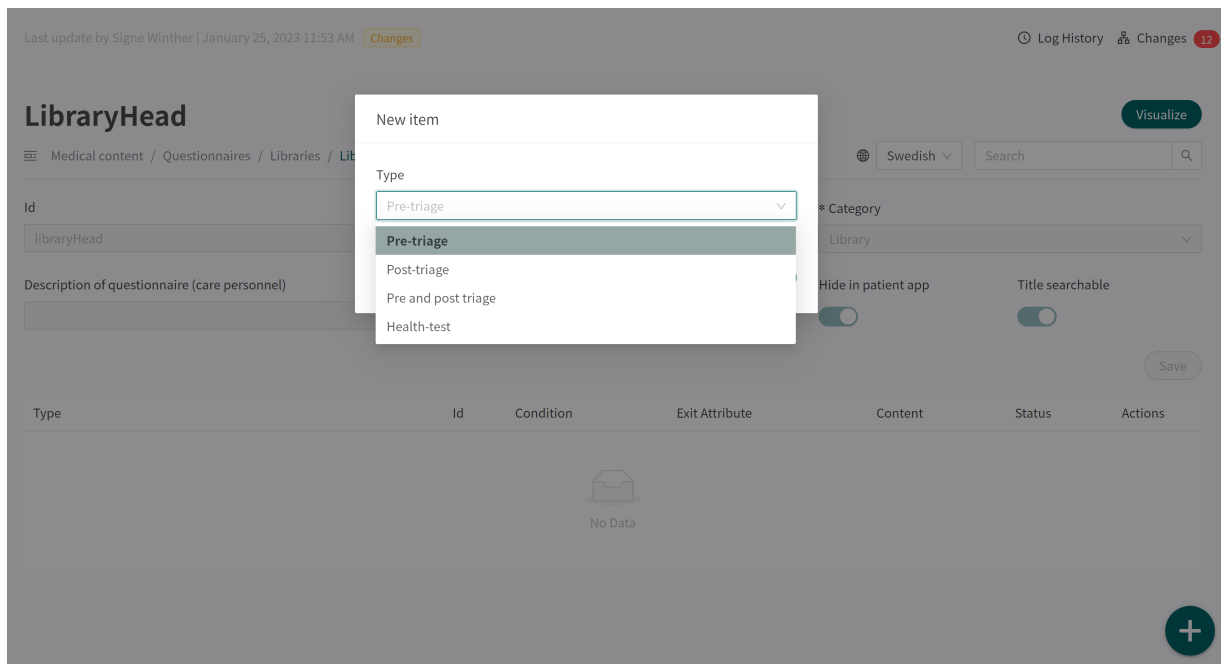 Last update by Signe Winther | January 25, 2023 11:53 AM Changes Log History Changes 12
LibraryHead
Visualize
Medical content / Questionnaires / Libraries / Lib
Swedish Search
New item
Type
Pre-triage
Pre-triage
Post-triage
Pre and post triage
Health-test
Id
* Category
libraryHead
Library
Description of questionnaire (care personnel)
Hide in patient app
Title searchable
Save
Type Id Condition Exit Attribute Content Status Actions
No Data